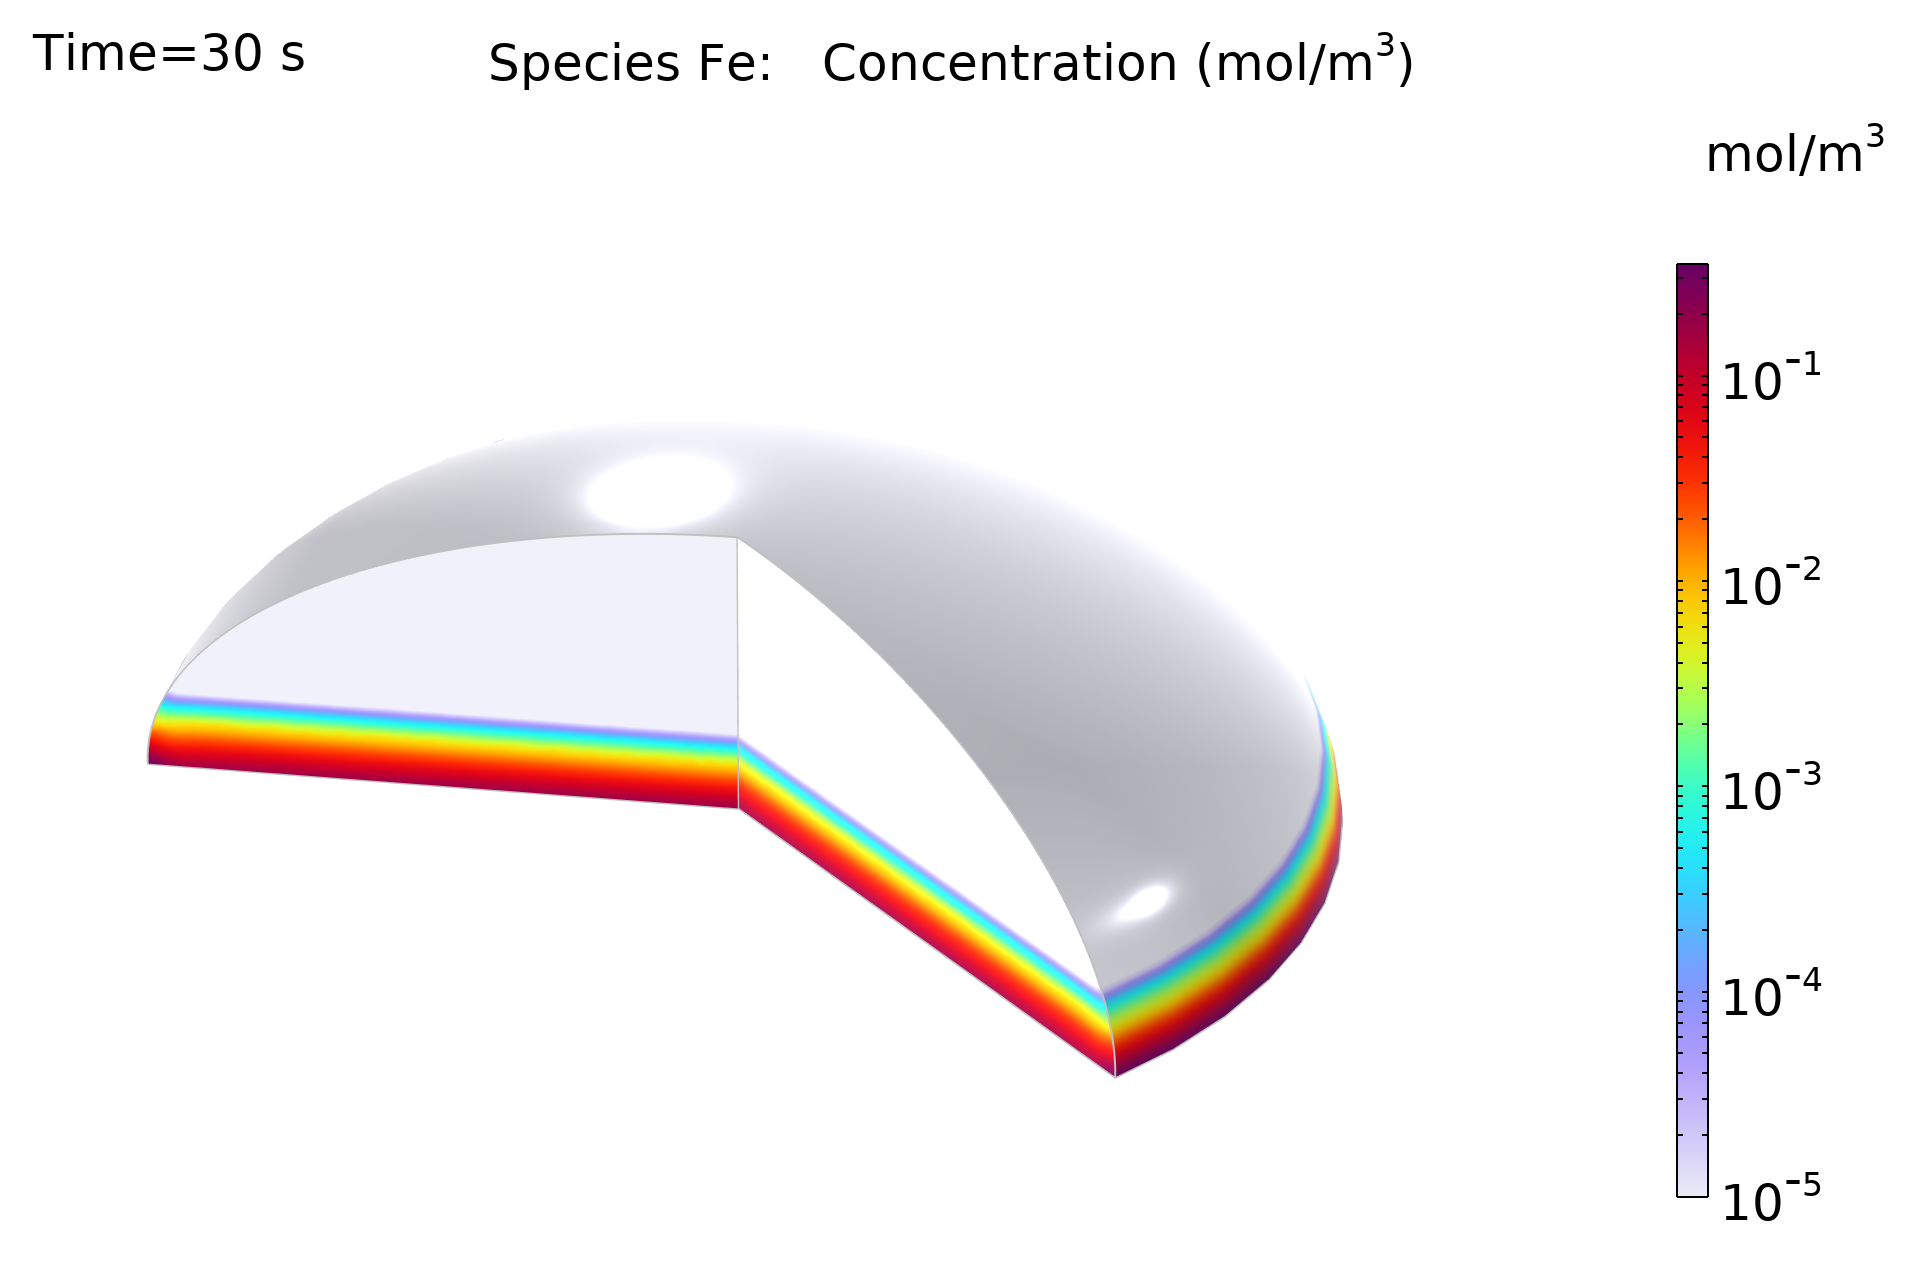 Time=30 s
Species Fe: Concentration (mol/m³)
mol/m³
10⁻¹
10⁻²
10⁻³
10⁻⁴
10⁻⁵